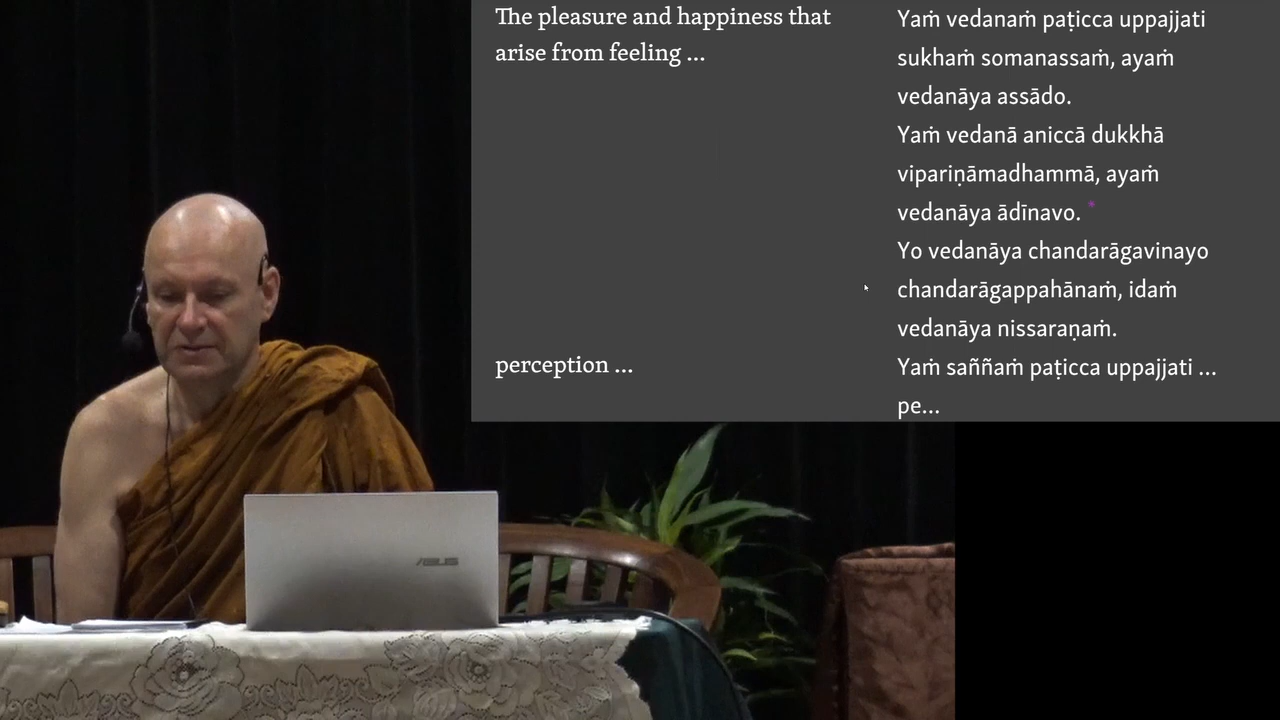 The pleasure and happiness that
arise from feeling …
perception …
Yaṁ vedanaṁ paṭicca uppajjati
sukhaṁ somanassaṁ, ayaṁ
vedanāya assādo.
Yaṁ vedanā aniccā dukkhā
vipariṇāmadhammā, ayaṁ
vedanāya ādīnavo. *
Yo vedanāya chandarāgavinayo
chandarāgappahānaṁ, idaṁ
vedanāya nissaraṇaṁ.
Yaṁ saññaṁ paṭicca uppajjati …
pe…
ASUS